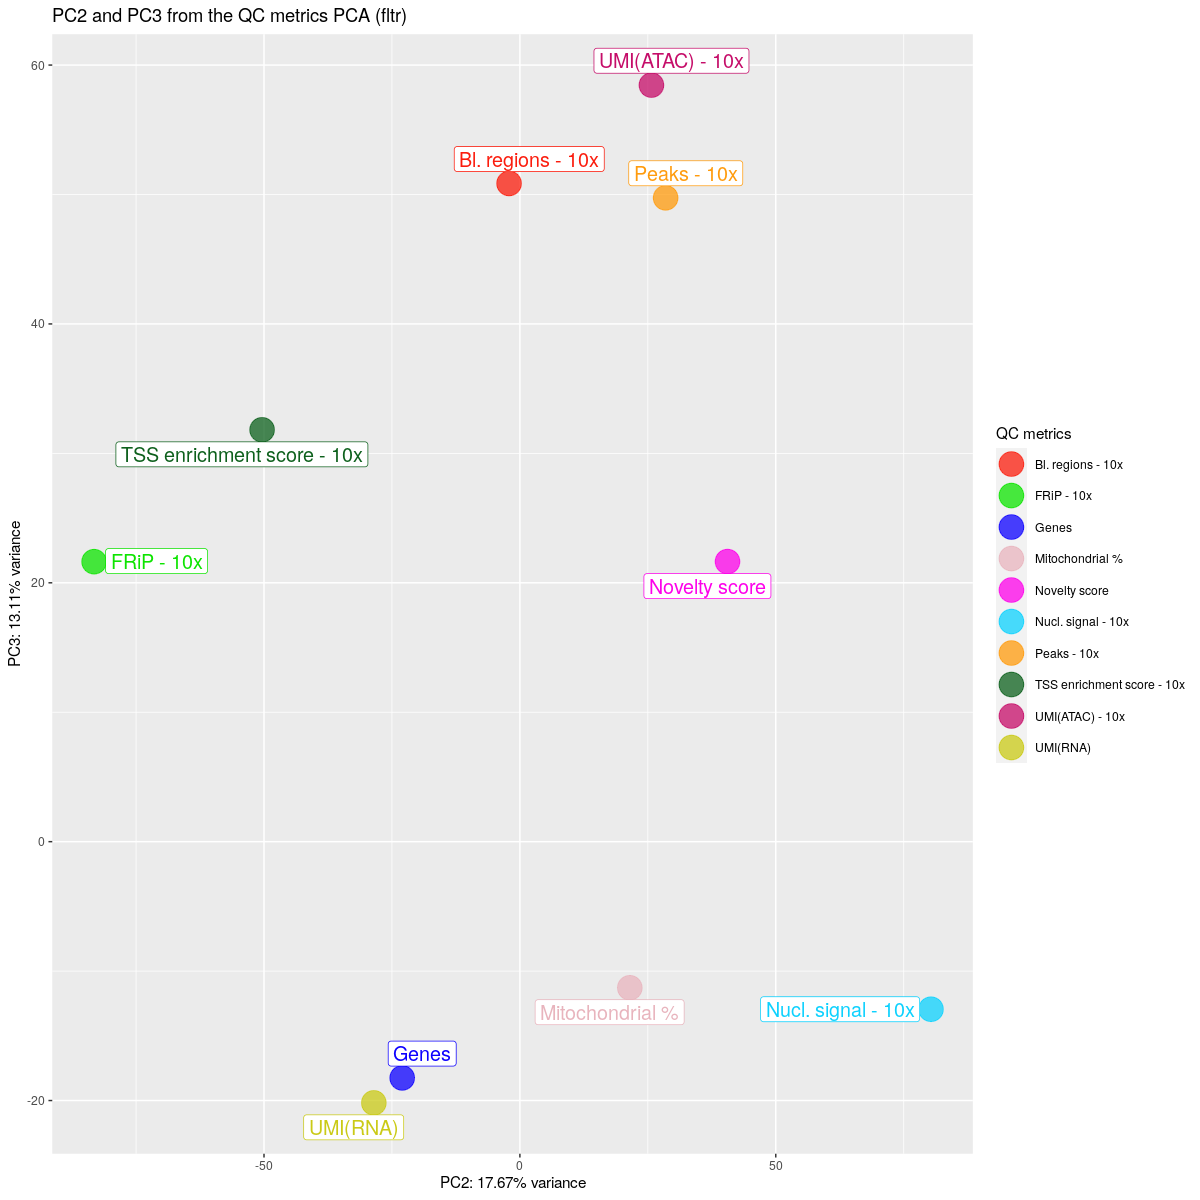 PC2 and PC3 from the QC metrics PCA (fltr)
60
40
20
0
-20
PC3: 13.11% variance
UMI(ATAC) - 10x
Bl. regions - 10x
Peaks - 10x
TSS enrichment score - 10x
FRiP - 10x
Novelty score
Mitochondrial %
Nucl. signal - 10x
Genes
UMI(RNA)
-50
0
50
PC2: 17.67% variance
QC metrics
Bl. regions - 10x
FRiP - 10x
Genes
Mitochondrial %
Novelty score
Nucl. signal - 10x
Peaks - 10x
TSS enrichment score - 10x
UMI(ATAC) - 10x
UMI(RNA)